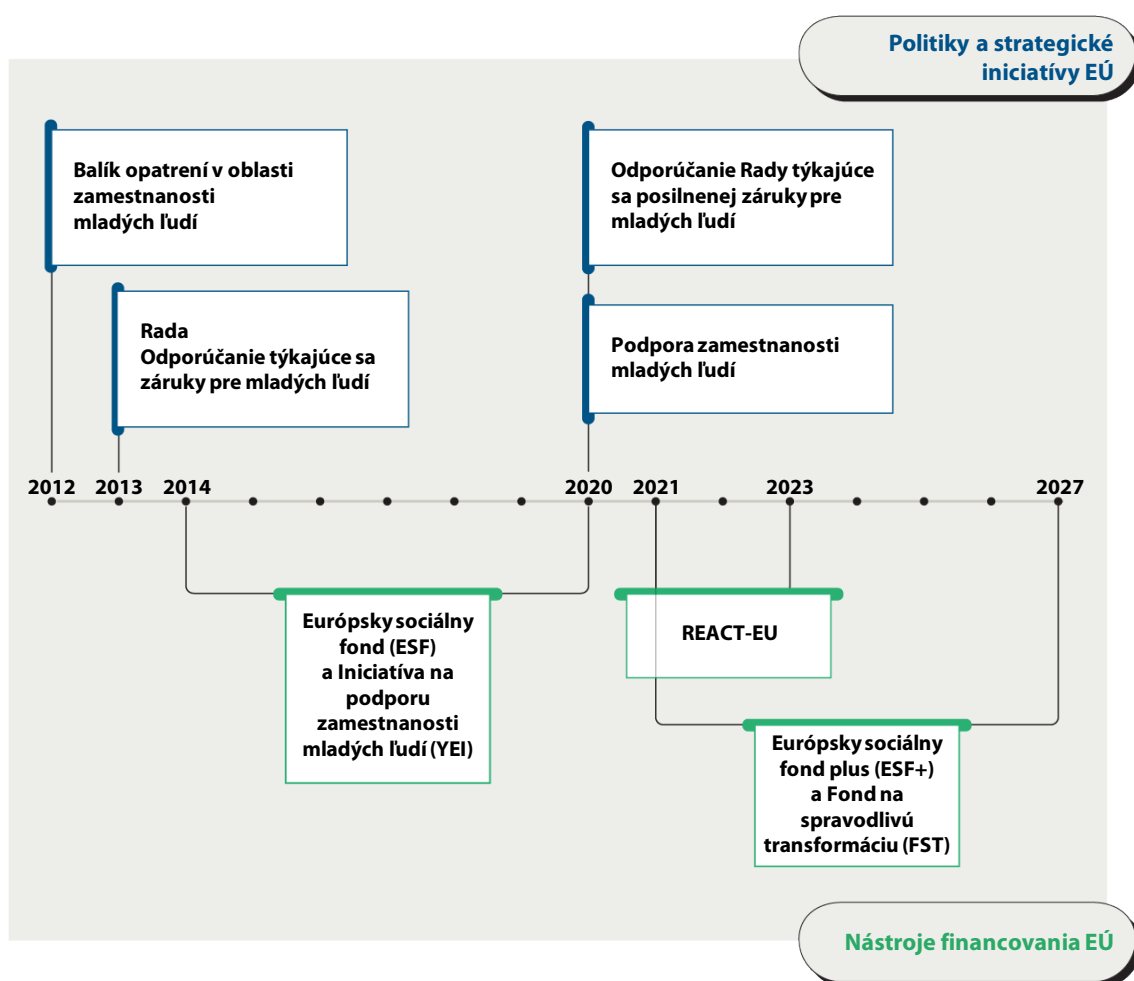 Politiky a strategické
iniciatívy EÚ
Balík opatrení v oblasti
zamestnanosti
mladých ľudí
Odporúčanie Rady týkajúce
sa posilnenej záruky pre
mladých ľudí
Rada
Odporúčanie týkajúce sa
záruky pre mladých ľudí
Podpora zamestnanosti
mladých ľudí
2012 2013 2014 2020 2021 2023 2027
Európsky sociálny
fond (ESF)
a Iniciatíva na
podporu
zamestnanosti
mladých ľudí (YEI)
REACT-EU
Európsky sociálny
fond plus (ESF+)
a Fond na
spravodlivú
transformáciu (FST)
Nástroje financovania EÚ